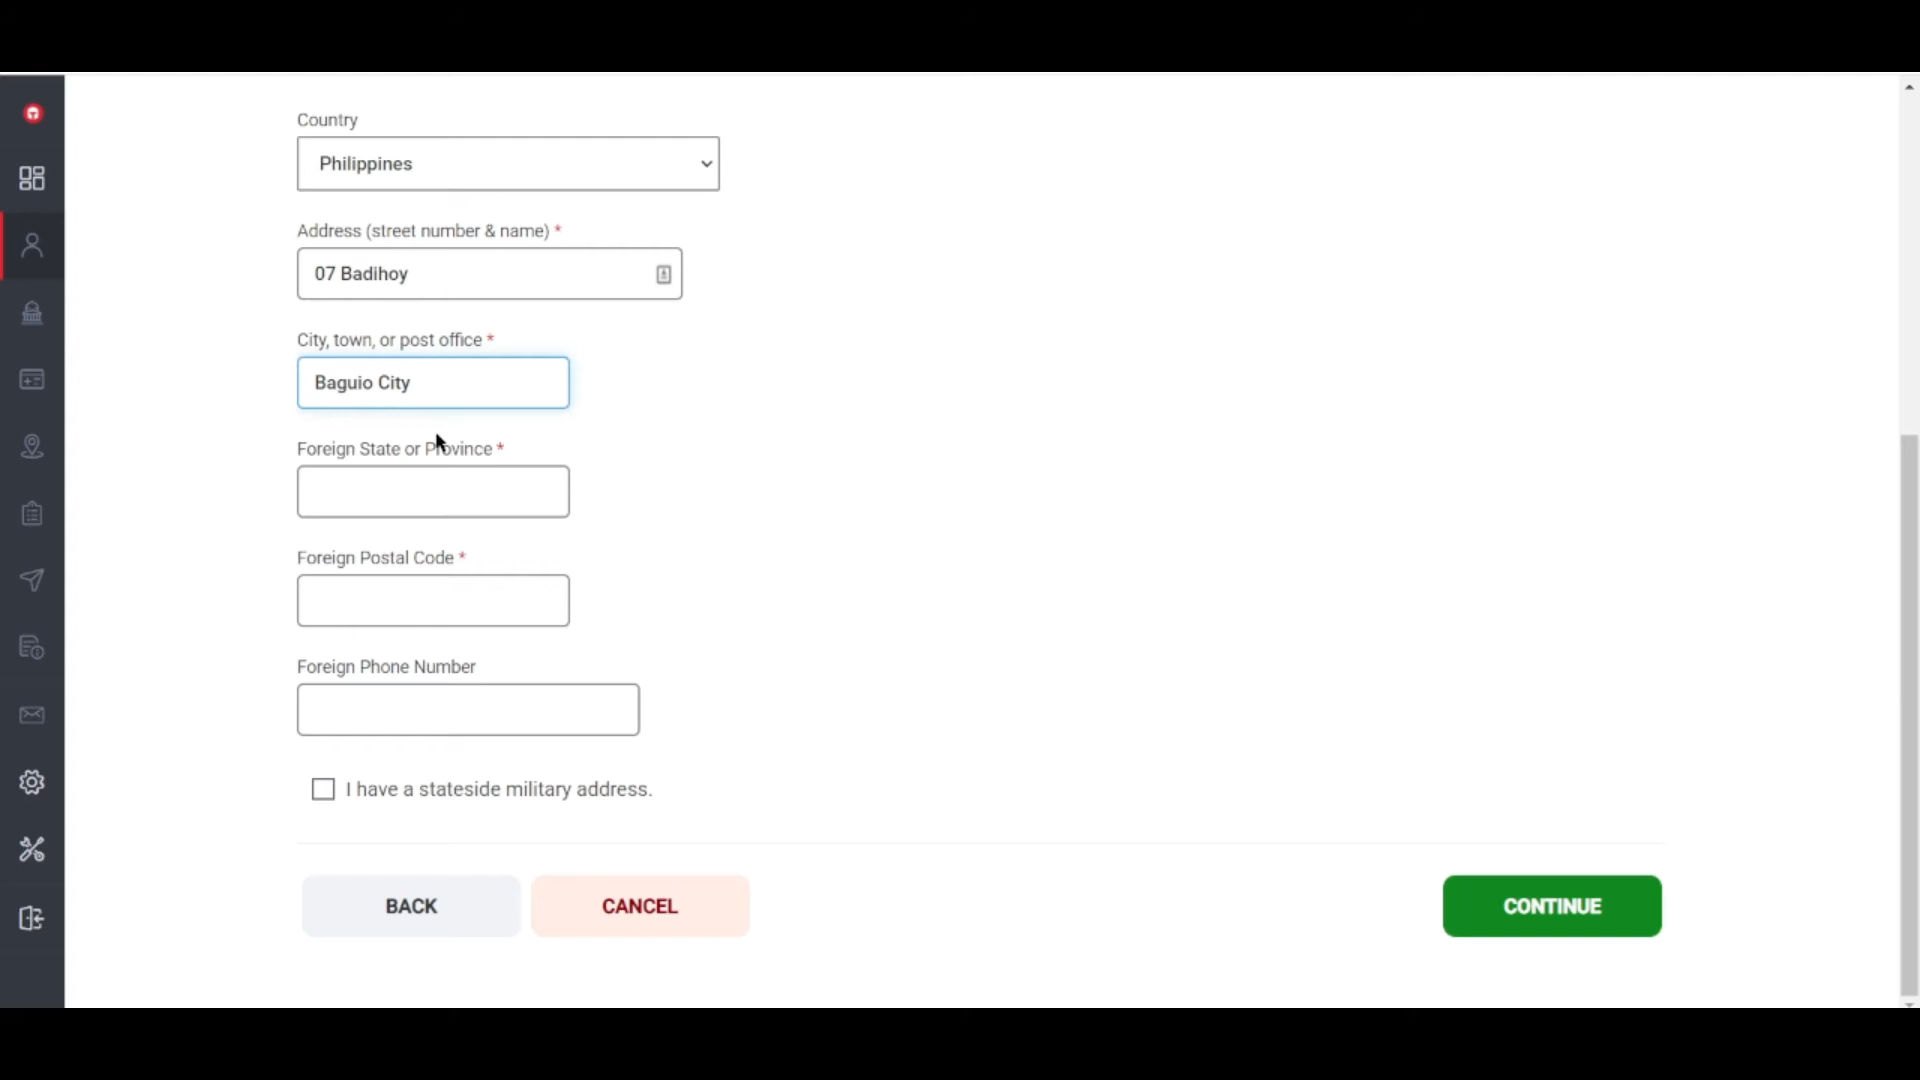 Country
Philippines
Address (street number & name) *
07 Badihoy
City, town, or post office *
Baguio City
Foreign State or Province *
Foreign Postal Code *
Foreign Phone Number
I have a stateside military address.
BACK
CANCEL
CONTINUE